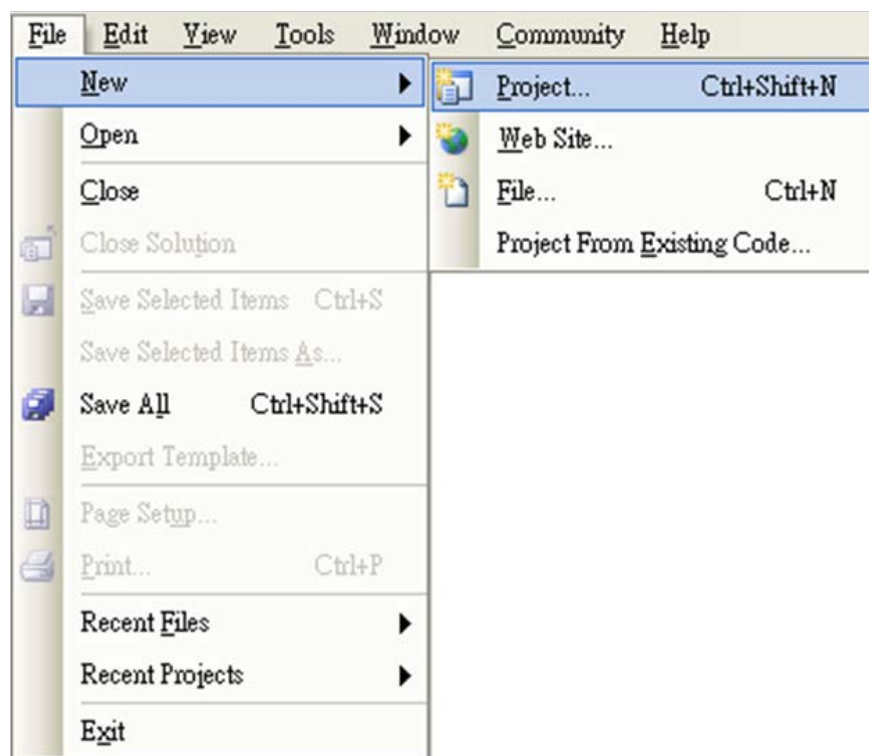 File Edit View Tools Window Community Help
New
Open
Close
Close Solution
Save Selected Items Ctrl+S
Save Selected Items As...
Save All Ctrl+Shift+S
Export Template...
Page Setup...
Print... Ctrl+P
Recent Files
Recent Projects
Exit
Project... Ctrl+Shift+N
Web Site...
File... Ctrl+N
Project From Existing Code...